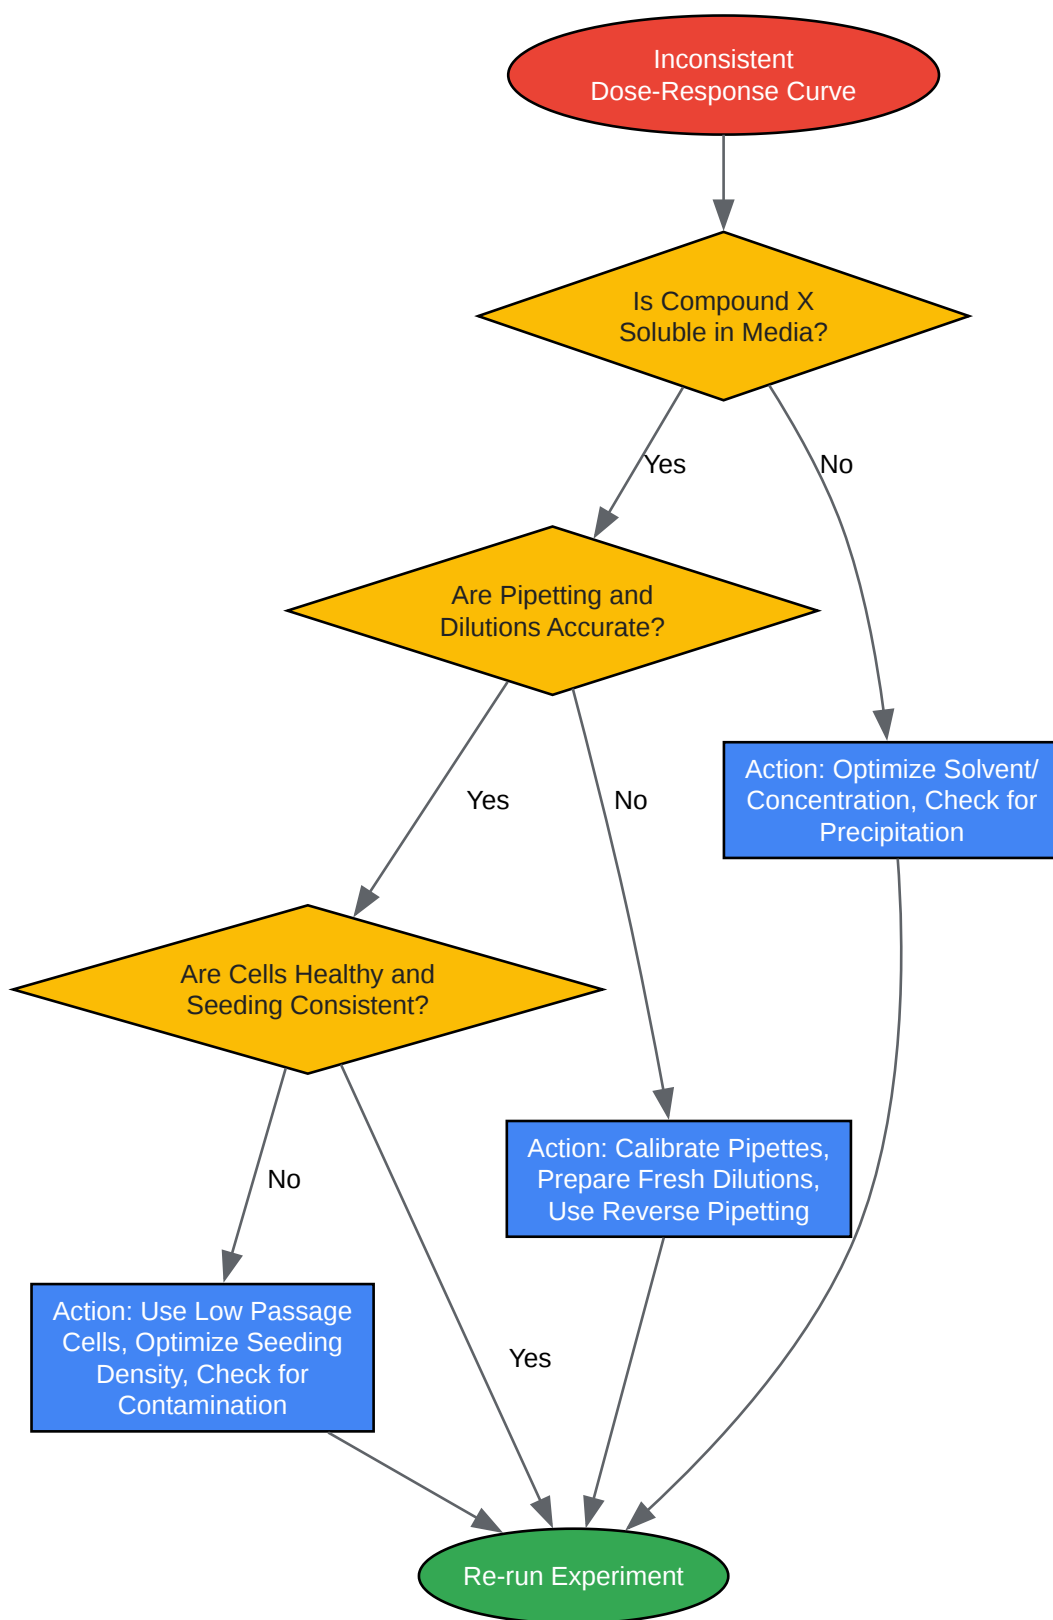 Inconsistent
Dose-Response Curve
Is Compound X
Soluble in Media?
Yes
No
Are Pipetting and
Dilutions Accurate?
Action: Optimize Solvent/
Concentration, Check for
Precipitation
Yes
No
Are Cells Healthy and
Seeding Consistent?
Action: Calibrate Pipettes,
Prepare Fresh Dilutions,
Use Reverse Pipetting
No
Action: Use Low Passage
Cells, Optimize Seeding
Density, Check for
Contamination
Yes
Re-run Experiment